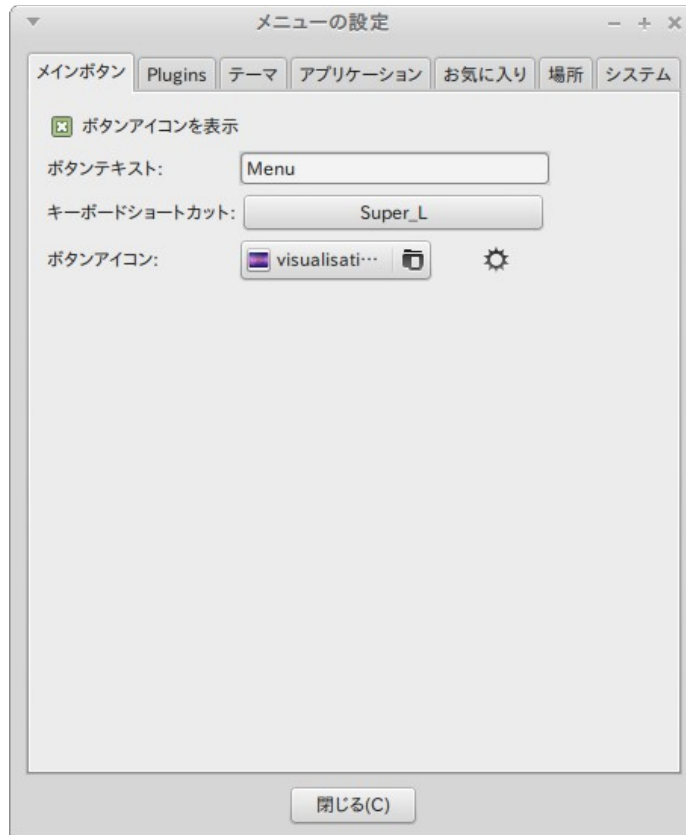 メニューの設定
メインボタン Plugins テーマ アプリケーション お気に入り 場所 システム
ボタンアイコンを表示
ボタンテキスト: Menu
キーボードショートカット: Super_L
ボタンアイコン: visualisati…
閉じる(C)